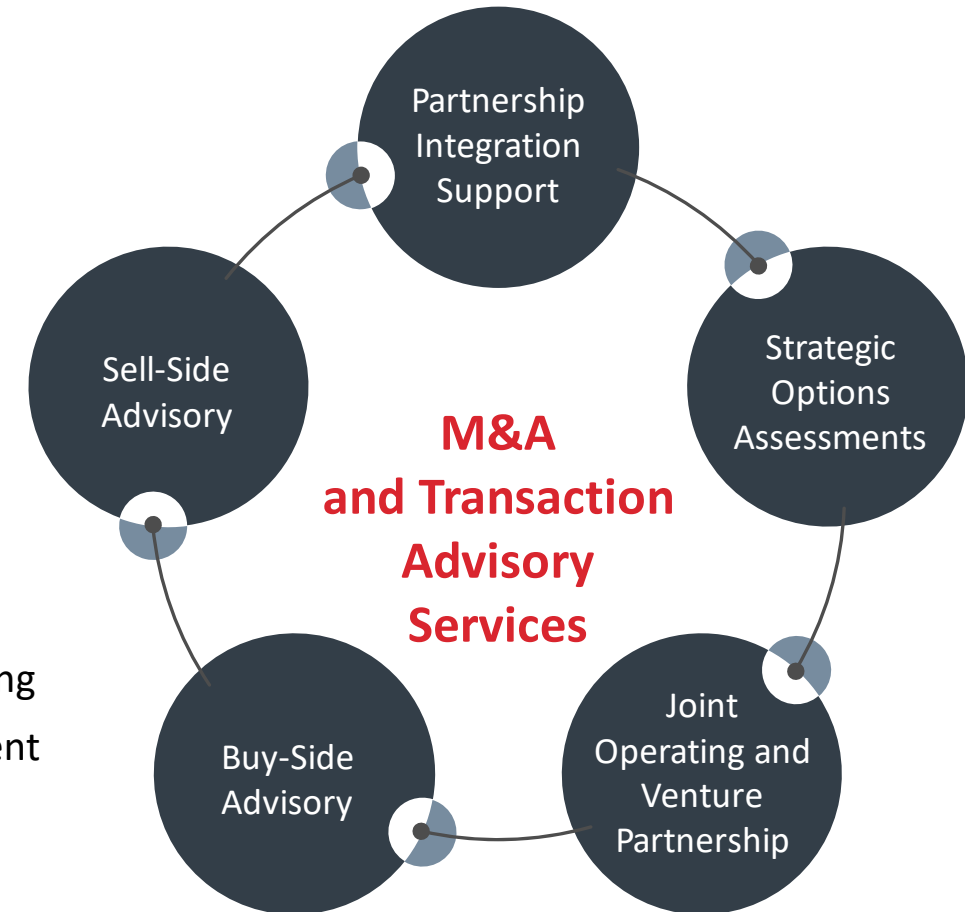 Partnership
Integration
Support
Strategic
Options
Assessments
Sell-Side
Advisory
M&A
and Transaction
Advisory
Services
Joint
Operating and
Venture
Partnership
Buy-Side
Advisory